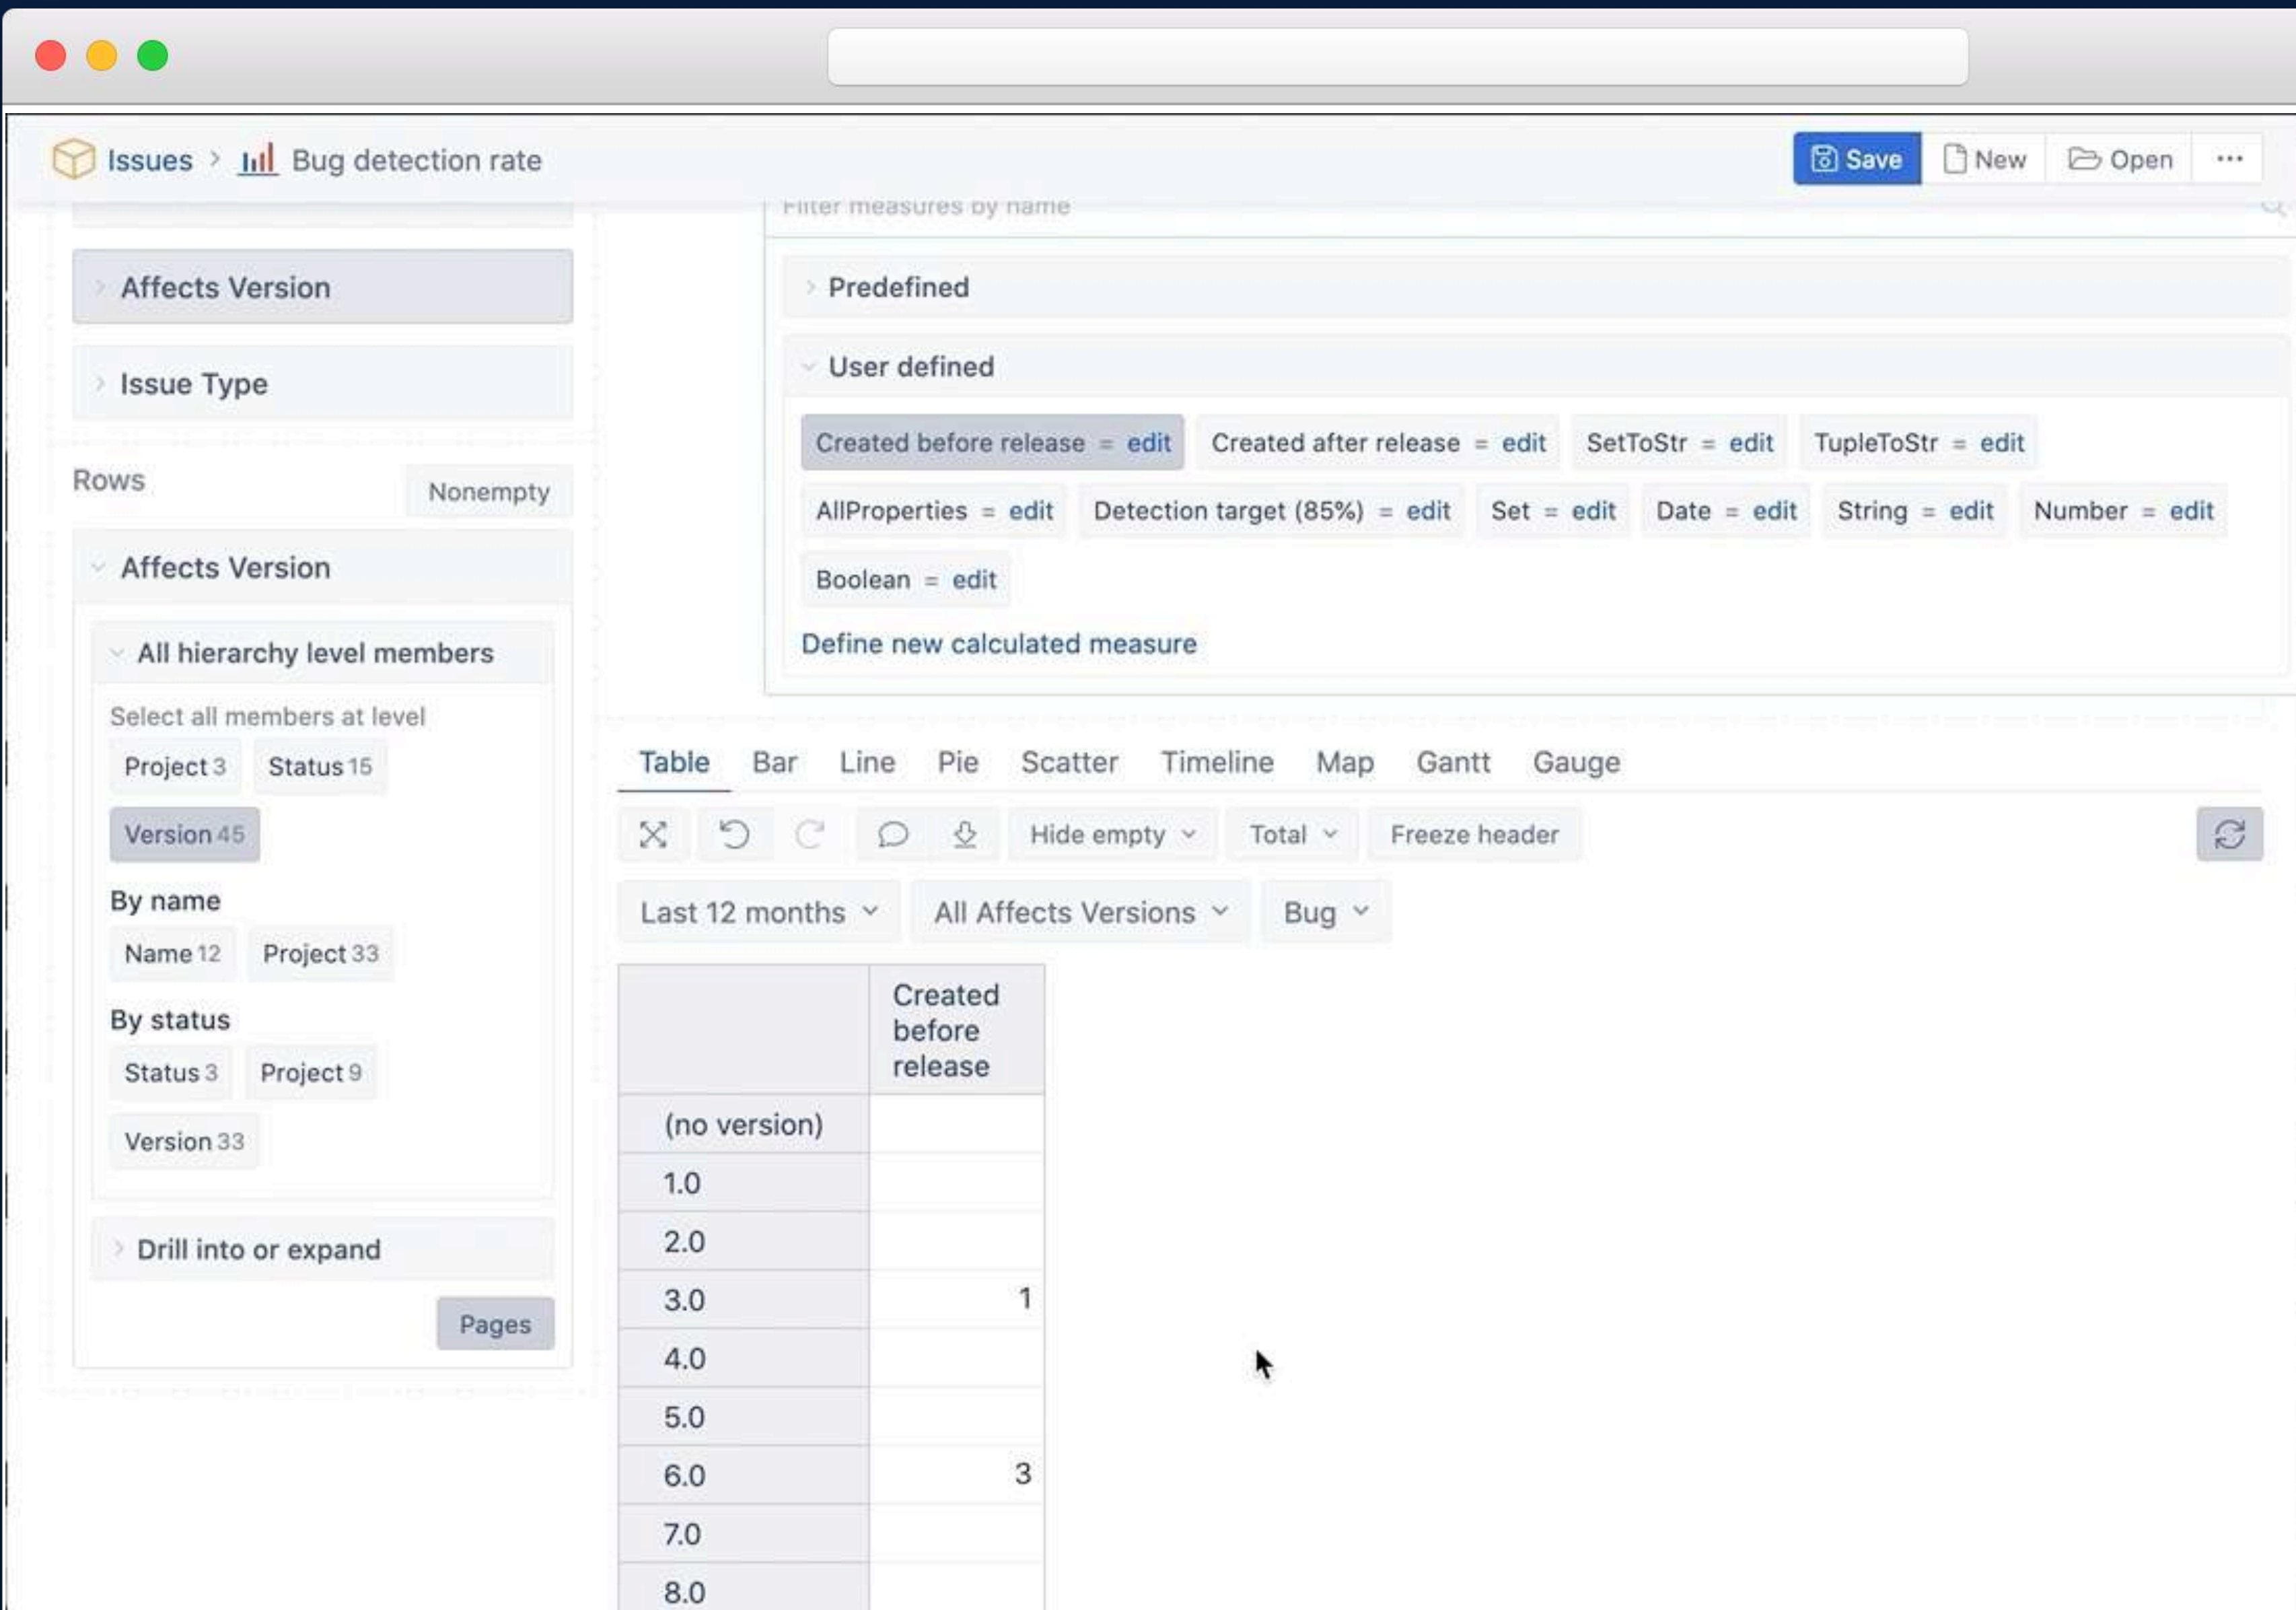 Issues > Bug detection rate
Save New Open ...
Filter measures by name
Affects Version
Issue Type
Rows
Nonempty
Affects Version
All hierarchy level members
Select all members at level
Project 3 Status 15
Version 45
By name
Name 12 Project 33
By status
Status 3 Project 9
Version 33
Drill into or expand
Pages
Predefined
User defined
Created before release = edit Created after release = edit SetToStr = edit TupleToStr = edit
AllProperties = edit Detection target (85%) = edit Set = edit Date = edit String = edit Number = edit
Boolean = edit
Define new calculated measure
Table Bar Line Pie Scatter Timeline Map Gantt Gauge
Hide empty Total Freeze header
Last 12 months All Affects Versions Bug
Created
before
release
(no version)
1.0
2.0
3.0 1
4.0
5.0
6.0 3
7.0
8.0